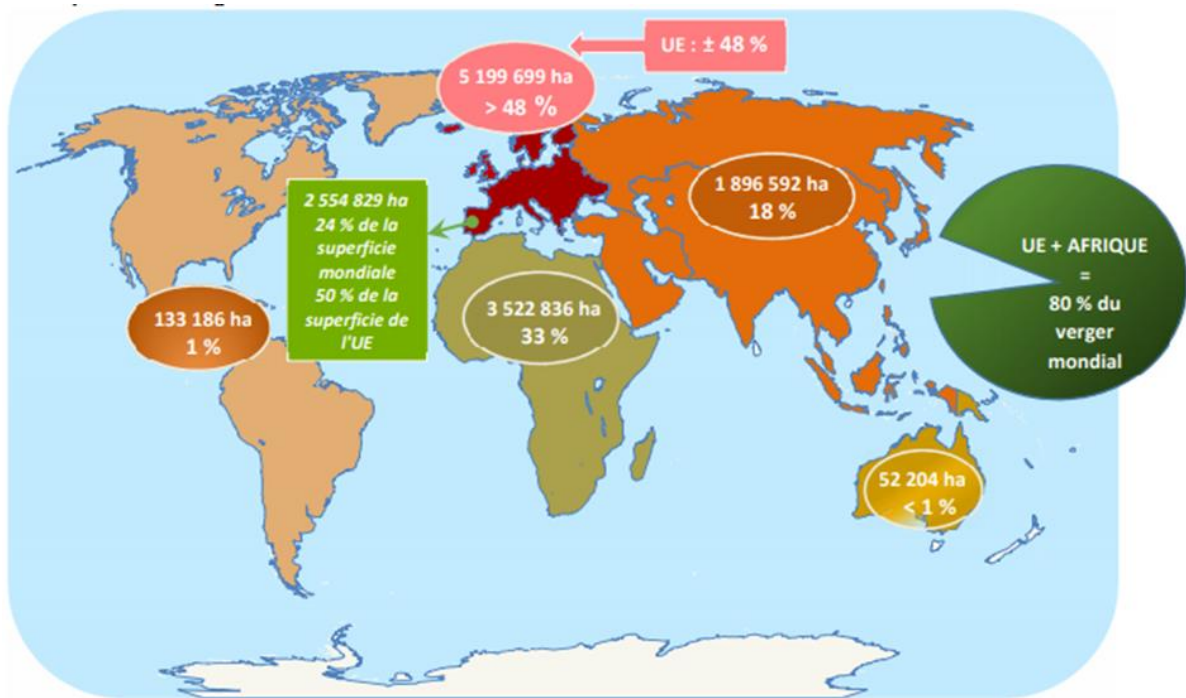 UE : ± 48 %
5 199 699 ha
> 48 %
2 554 829 ha
24 % de la
superficie
mondiale
50 % de la
superficie de
l'UE
1 896 592 ha
18 %
UE + AFRIQUE
=
80 % du
verger
mondial
133 186 ha
1 %
3 522 836 ha
33 %
52 204 ha
< 1 %